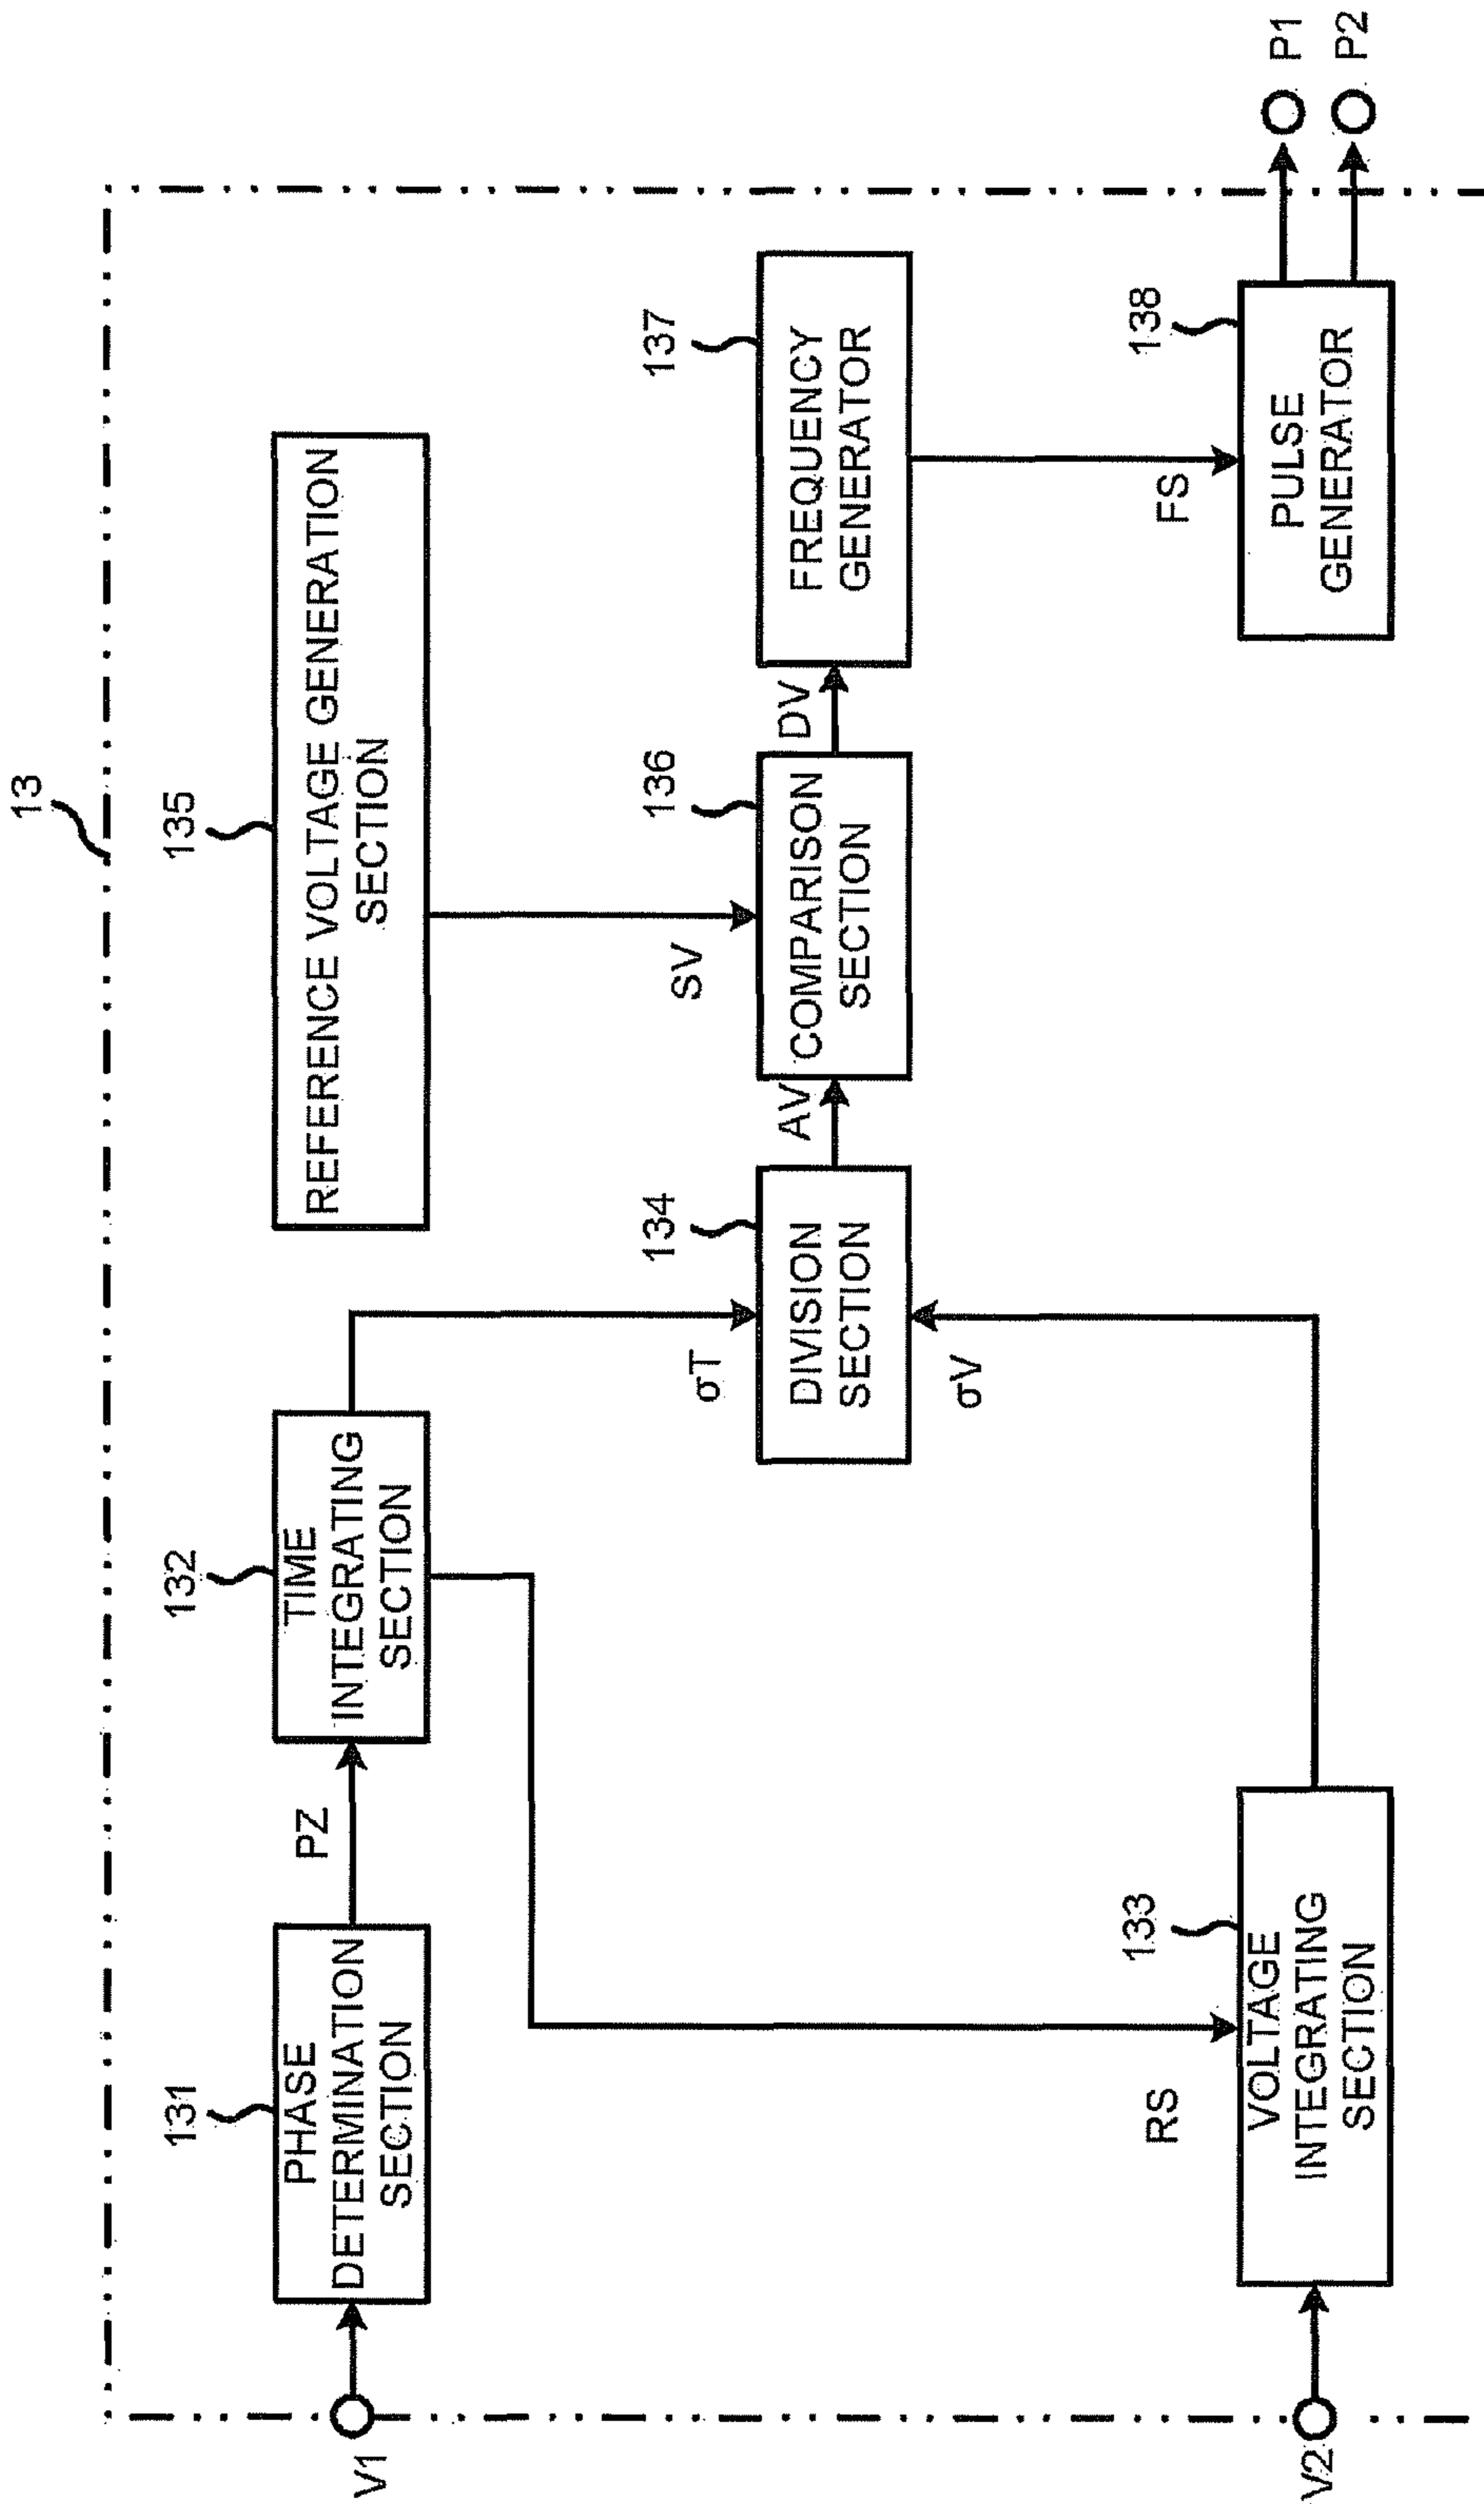 13
135
REFERENCE VOLTAGE GENERATION
SECTION
131
PHASE
DETERMINATION
SECTION
PZ
132
TIME
INTEGRATING
SECTION
σT
SV
134
DIVISION
SECTION
AV
136
COMPARISON
SECTION
DV
137
FREQUENCY
GENERATOR
σV
FS
RS
133
VOLTAGE
INTEGRATING
SECTION
138
PULSE
GENERATOR
V1
V2
P1
P2